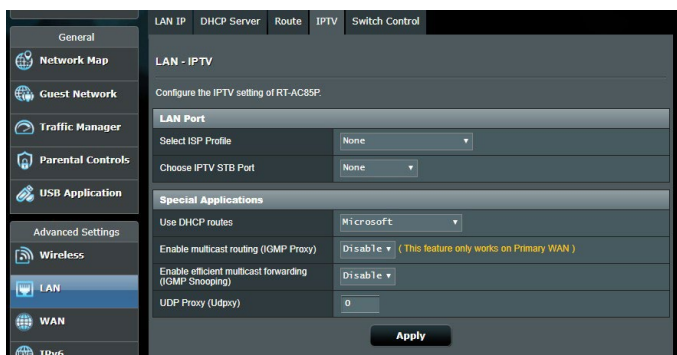 LAN IP DHCP Server Route IPTV Switch Control
General
Network Map
Guest Network
Traffic Manager
Parental Controls
USB Application
Advanced Settings
Wireless
LAN
WAN
IPv6
LAN - IPTV
Configure the IPTV setting of RT-AC85P.
LAN Port
Select ISP Profile None
Choose IPTV STB Port None
Special Applications
Use DHCP routes Microsoft
Enable multicast routing (IGMP Proxy) Disable ( This feature only works on Primary WAN )
Enable efficient multicast forwarding
(IGMP Snooping) Disable
UDP Proxy (Udpxy) 0
Apply